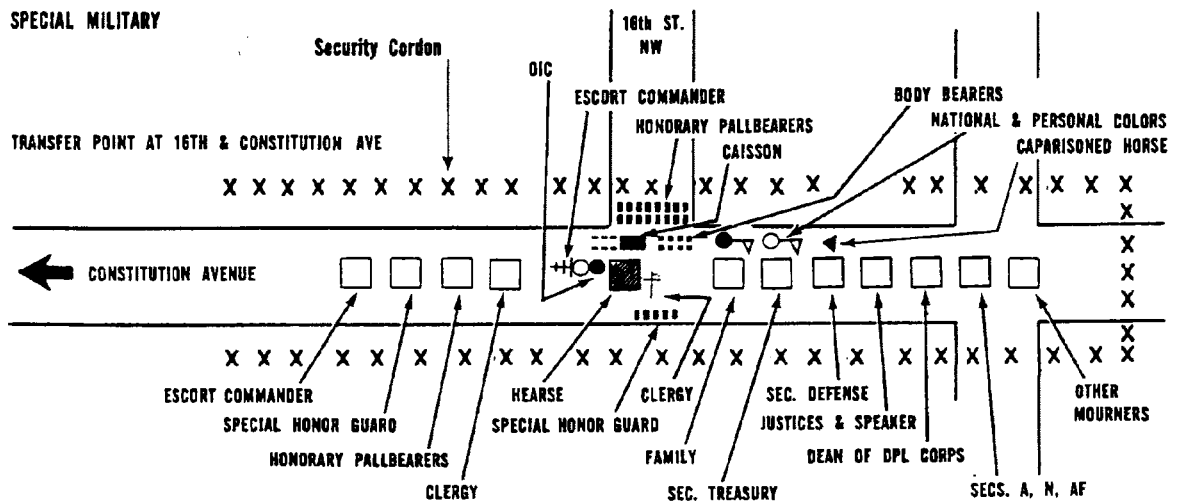 SPECIAL MILITARY
16th ST.
NW
Security Cordon
OIC
ESCORT COMMANDER
BODY BEARERS
HONORARY PALLBEARERS
NATIONAL & PERSONAL COLORS
TRANSFER POINT AT 16TH & CONSTITUTION AVE
CAISSON
CAPARISONED HORSE
X X X X X X X X X X X X X X X X X X X X X X X
X
X
X
X
CONSTITUTION AVENUE
X X X X X X X X X X X X X X X X X X X X X X
ESCORT COMMANDER
HEARSE
CLERGY
SEC. DEFENSE
OTHER
MOURNERS
SPECIAL HONOR GUARD
SPECIAL HONOR GUARD
JUSTICES & SPEAKER
HONORARY PALLBEARERS
FAMILY
DEAN OF DPL CORPS
CLERGY
SEC. TREASURY
SECS. A, N, AF